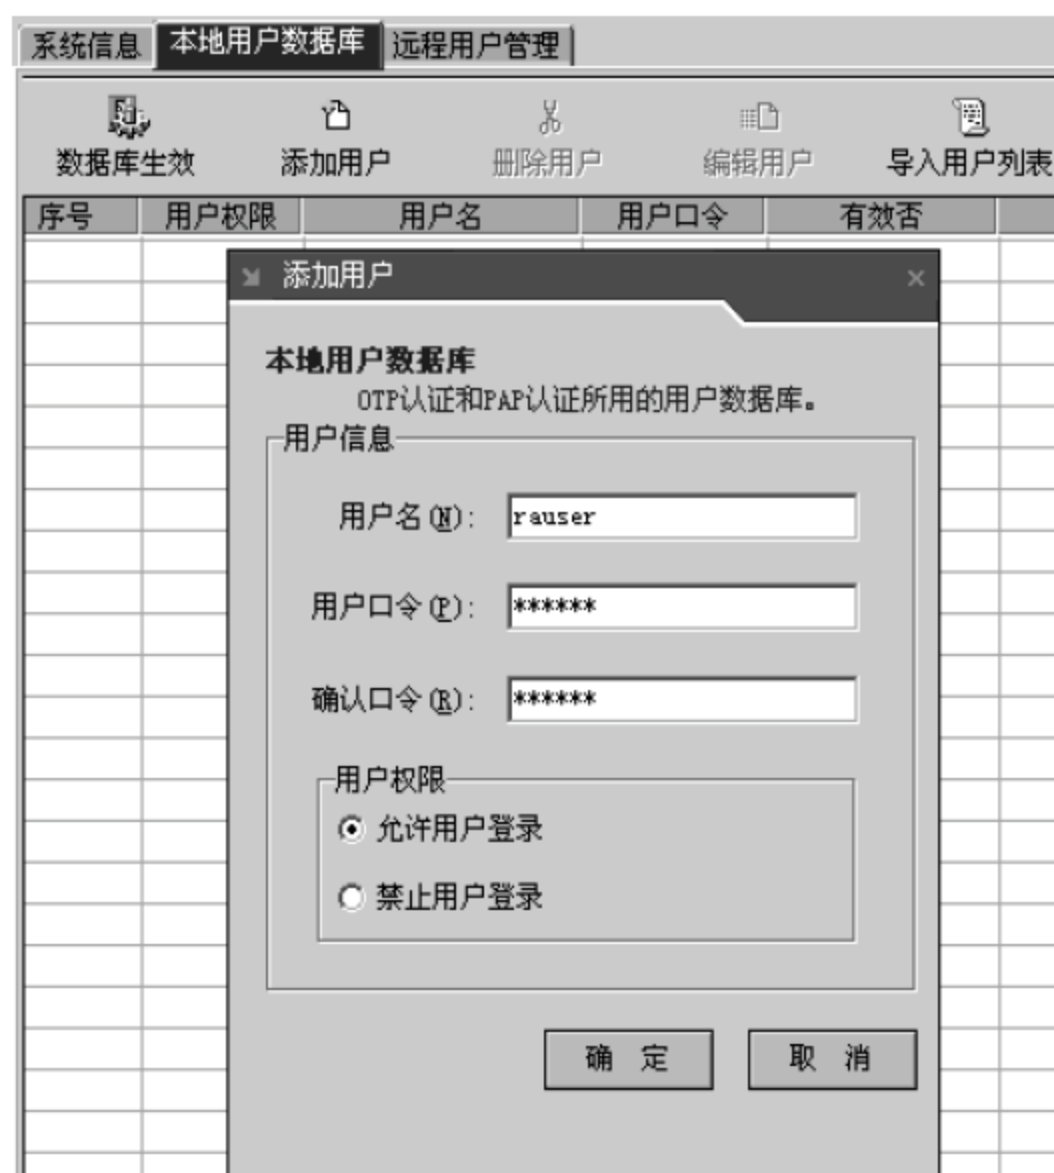 系统信息 本地用户数据库 远程用户管理
数据库生效 添加用户 删除用户 编辑用户 导入用户列表
序号 用户权限 用户名 用户口令 有效否
添加用户
本地用户数据库
OTP认证和PAP认证所用的用户数据库。
用户信息
用户名(N): rauser
用户口令(P): ******
确认口令(R): ******
用户权限
允许用户登录
禁止用户登录
确 定 取 消